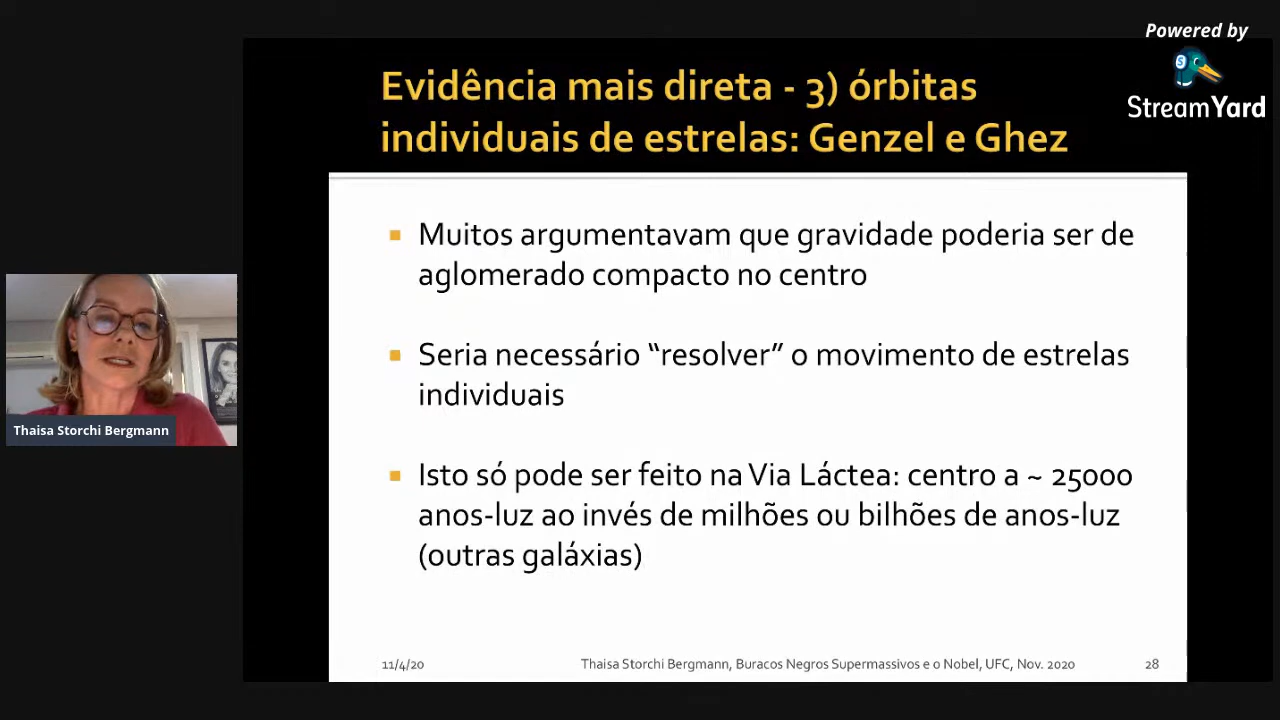 Powered by
StreamYard
Evidência mais direta - 3) órbitas
individuais de estrelas: Genzel e Ghez
Muitos argumentavam que gravidade poderia ser de
aglomerado compacto no centro
Seria necessário “resolver” o movimento de estrelas
individuais
Isto só pode ser feito na Via Láctea: centro a ~ 25000
anos-luz ao invés de milhões ou bilhões de anos-luz
(outras galáxias)
Thaisa Storchi Bergmann
11/4/20
Thaisa Storchi Bergmann, Buracos Negros Supermassivos e o Nobel, UFC, Nov. 2020
28